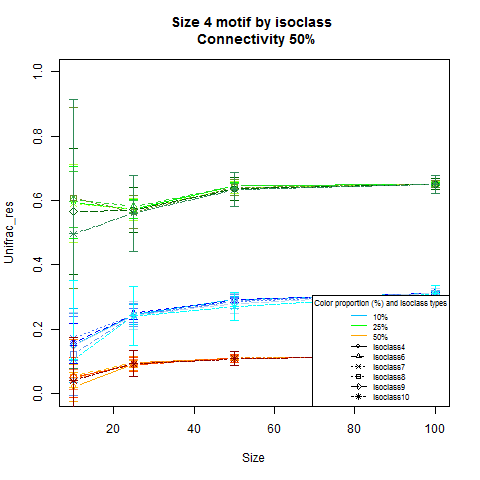 Size 4 motif by isoclass
Connectivity 50%
Unifrac_res
1.0
0.8
0.6
0.4
0.2
0.0
Color proportion (%) and Isoclass types
10%
25%
50%
Isoclass4
Isoclass6
Isoclass7
Isoclass8
Isoclass9
Isoclass10
20
40
60
80
100
Size